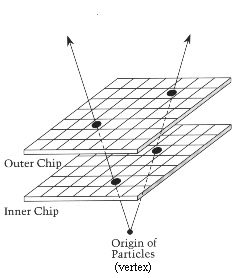 Outer Chip
Inner Chip
Origin of
Particles
(vertex)